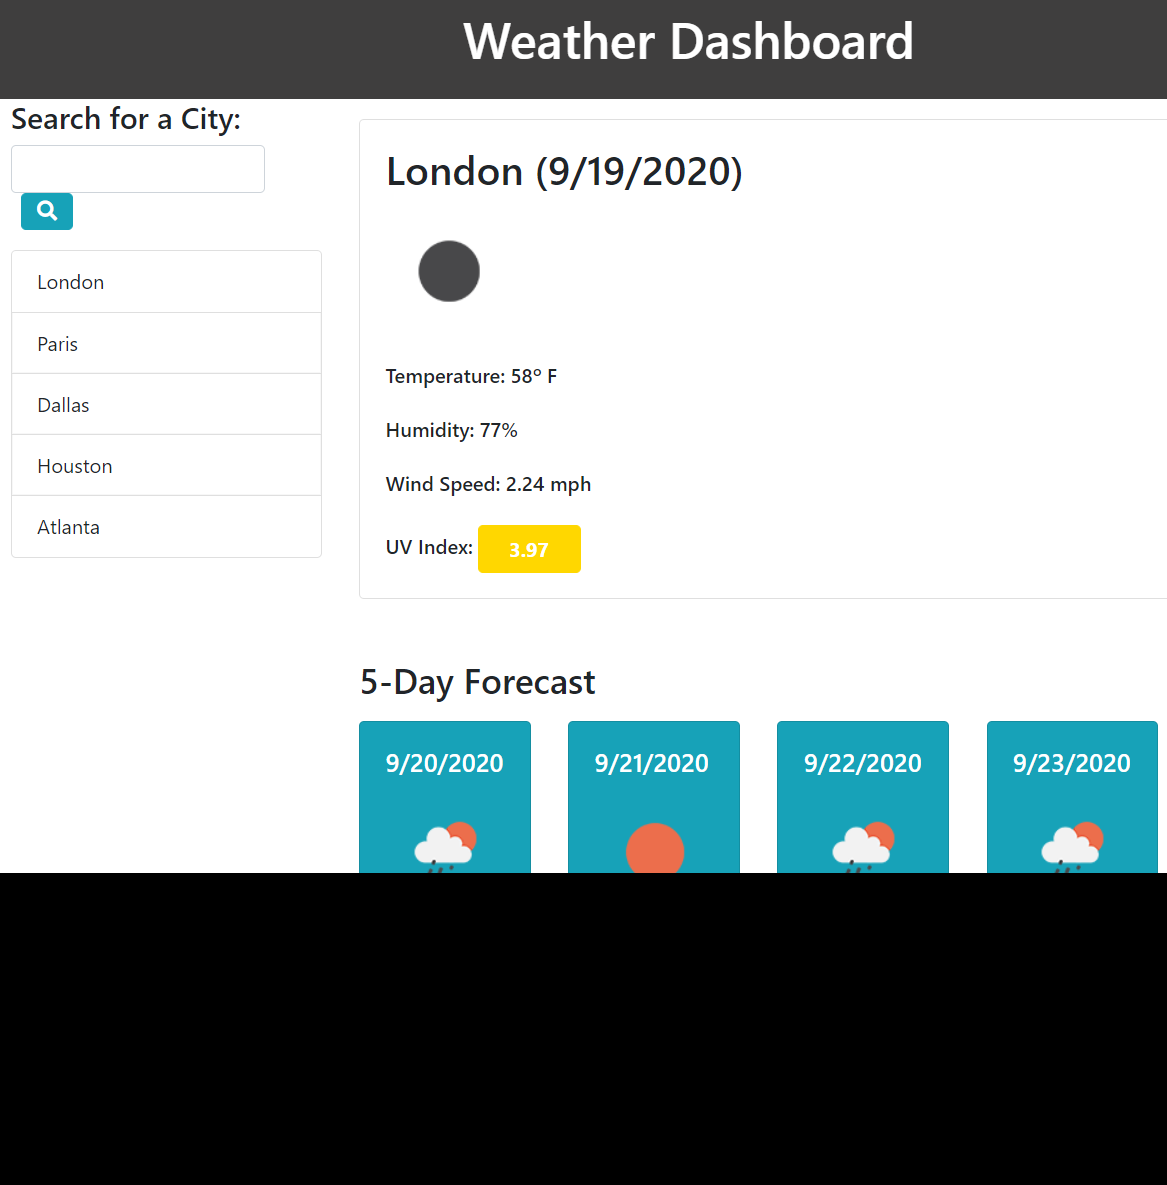 Weather Dashboard
Search for a City:
London
Paris
Dallas
Houston
Atlanta
London (9/19/2020)
Temperature: 58º F
Humidity: 77%
Wind Speed: 2.24 mph
UV Index: 3.97
5-Day Forecast
9/20/2020
9/21/2020
9/22/2020
9/23/2020